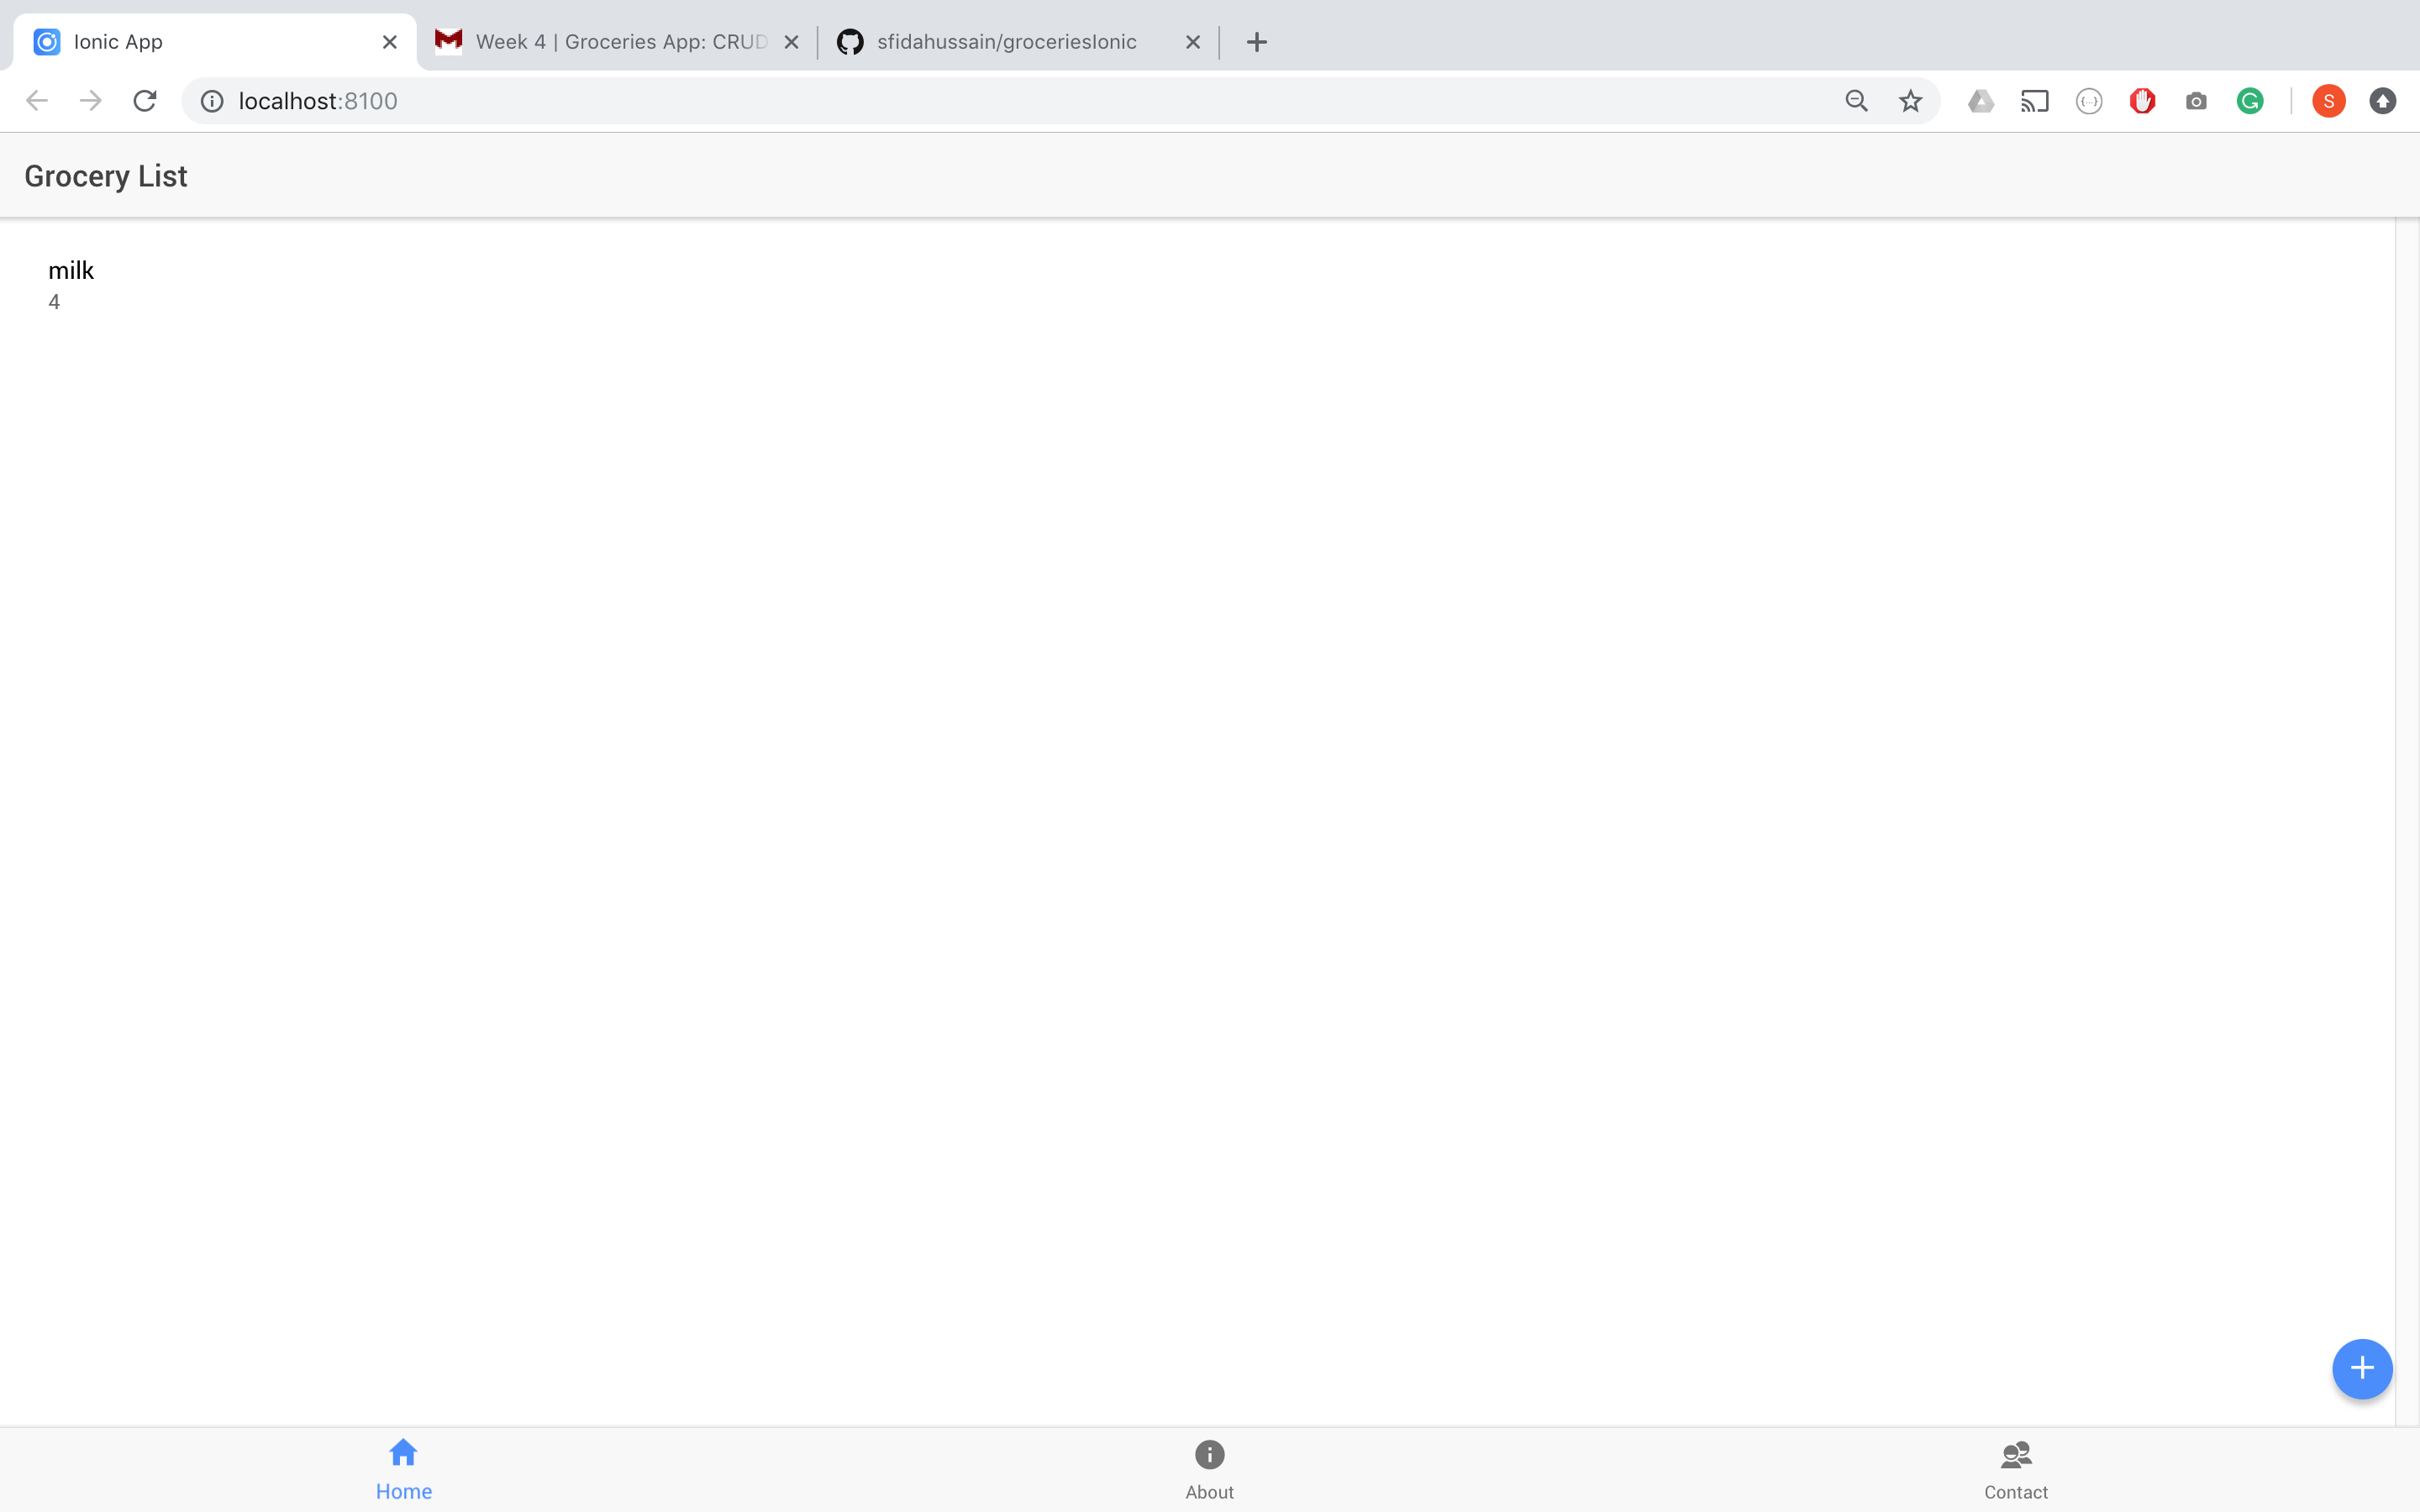 Ionic App
Week 4 | Groceries App: CRUD
sfidahussain/groceriesIonic
localhost:8100
S
Grocery List
milk
4
Home
About
Contact